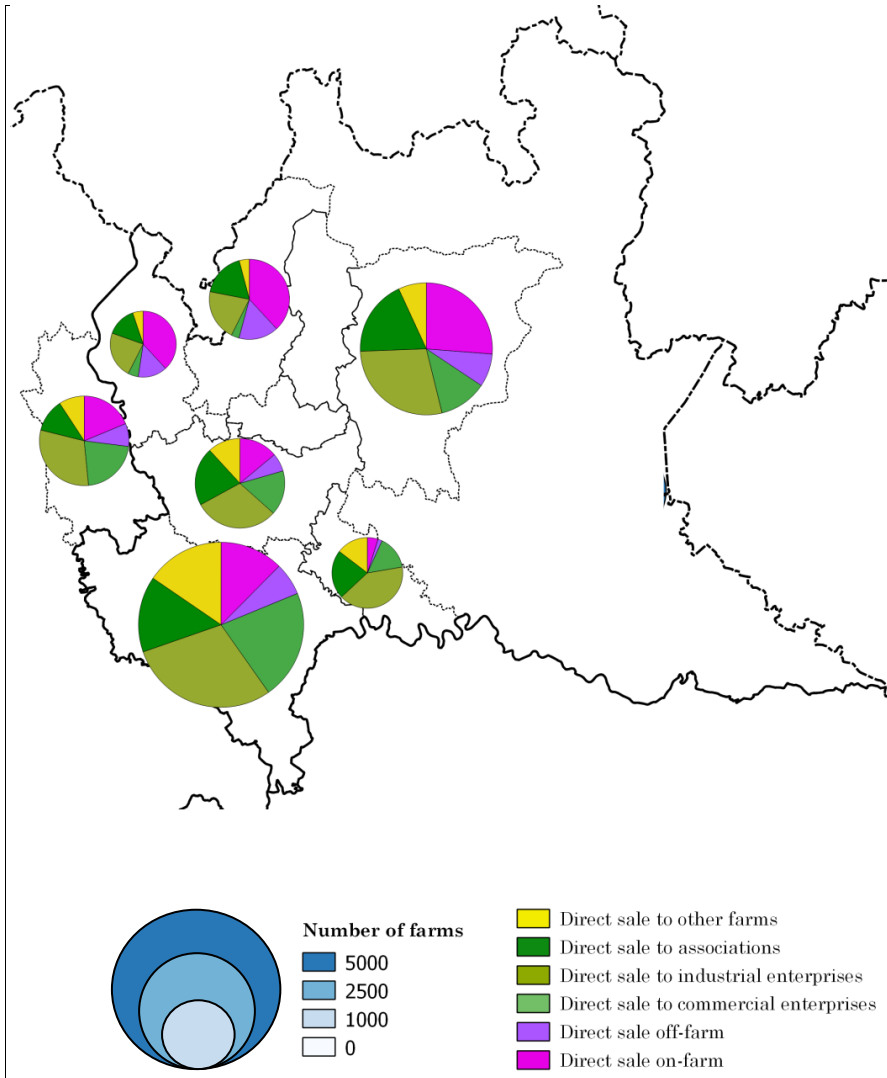 Number of farms
5000
2500
1000
0
Direct sale to other farms
Direct sale to associations
Direct sale to industrial enterprises
Direct sale to commercial enterprises
Direct sale off-farm
Direct sale on-farm